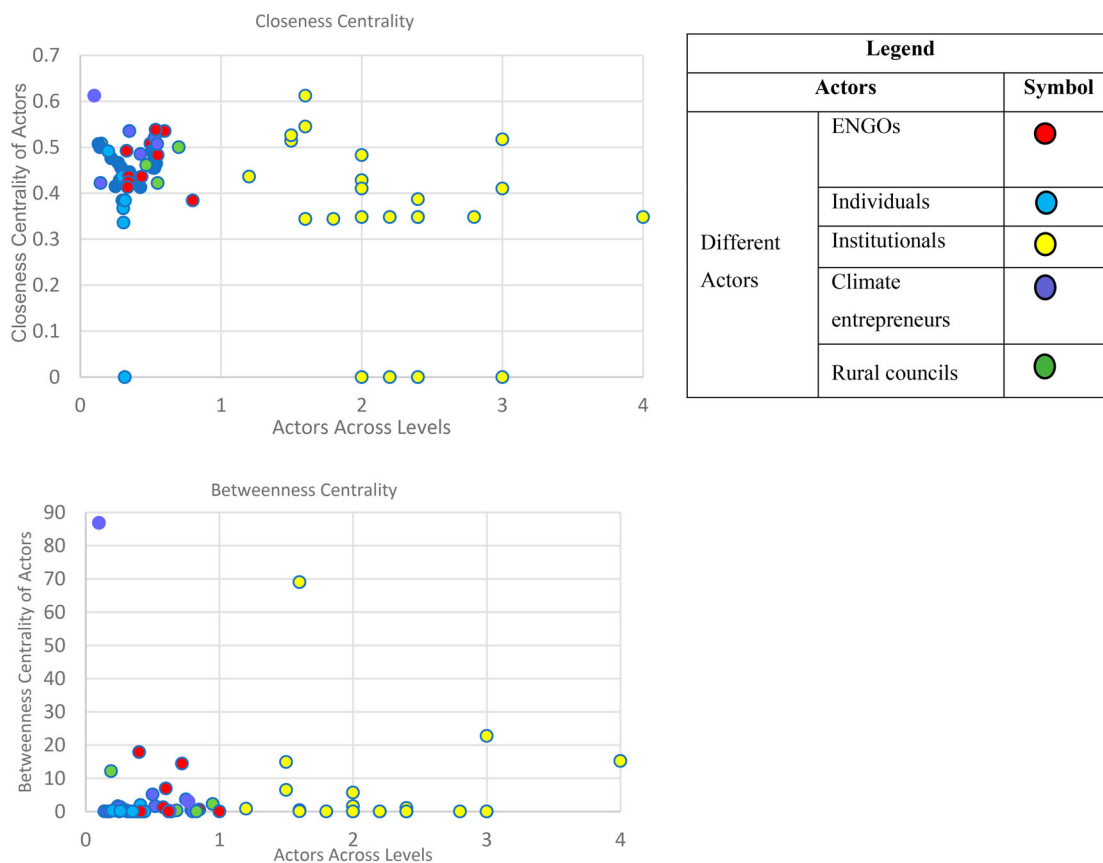 Closeness Centrality
Closeness Centrality of Actors
0.7
0.6
0.5
0.4
0.3
0.2
0.1
0
0 1 2 3 4
Actors Across Levels
Legend
Actors Symbol
Different
Actors
ENGOs
Individuals
Institutionals
Climate
entrepreneurs
Rural councils
Betweenness Centrality
Betweenness Centrality of Actors
90
80
70
60
50
40
30
20
10
0
0 1 2 3 4
Actors Across Levels